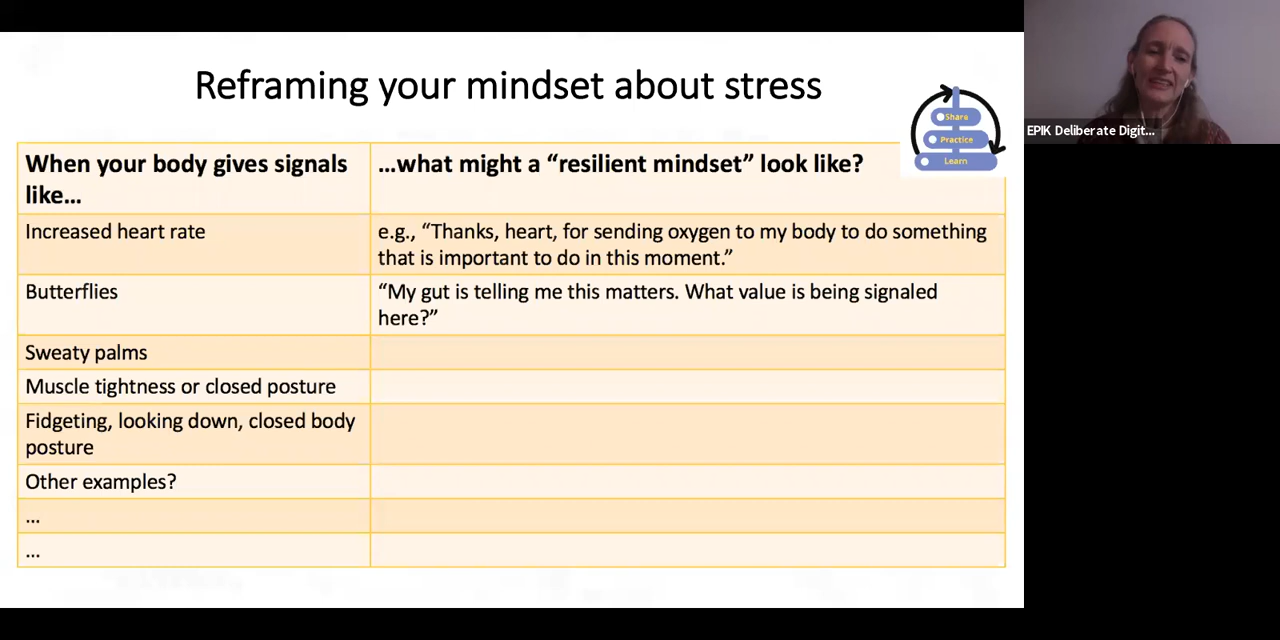 Reframing your mindset about stress
Share
Practice
Learn
When your body gives signals
like…
…what might a “resilient mindset” look like?
Increased heart rate
e.g., “Thanks, heart, for sending oxygen to my body to do something
that is important to do in this moment.”
Butterflies
“My gut is telling me this matters. What value is being signaled
here?”
Sweaty palms
Muscle tightness or closed posture
Fidgeting, looking down, closed body
posture
Other examples?
…
…
EPIK Deliberate Digit...